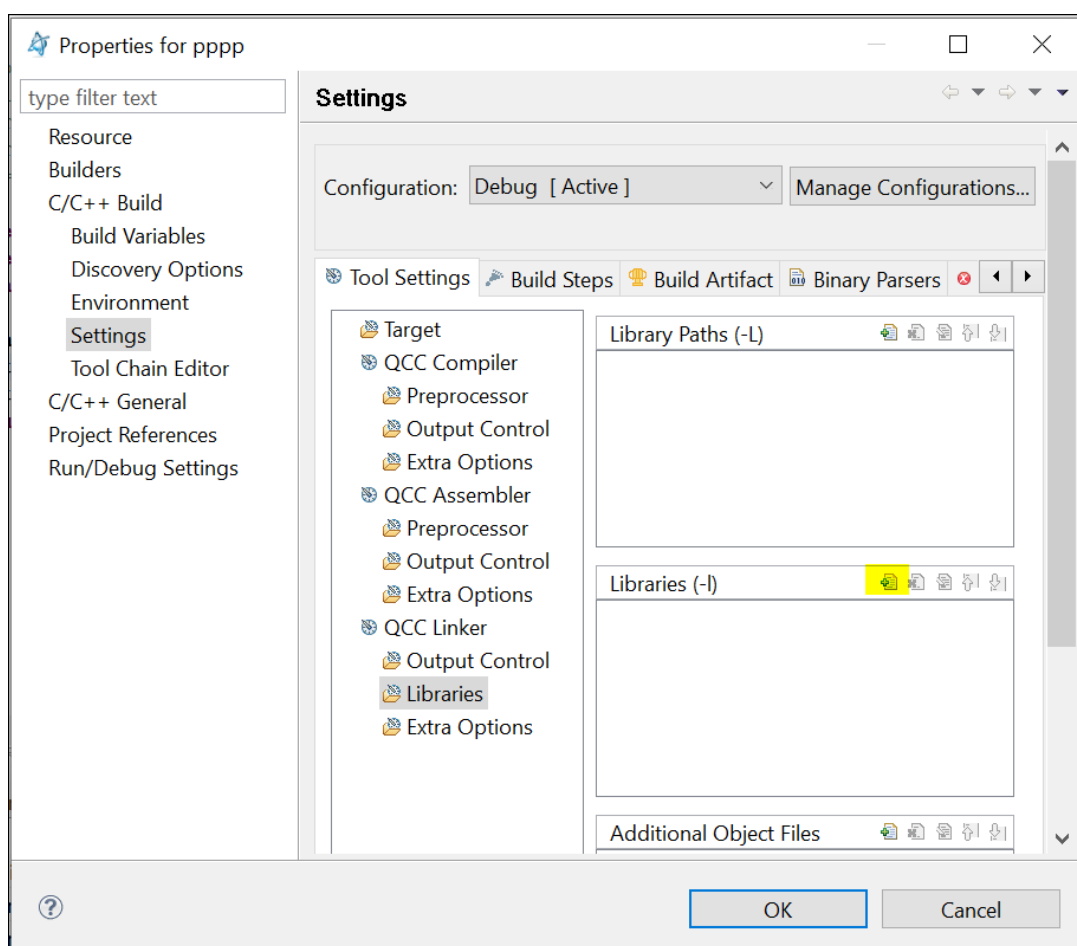 Properties for pppp
type filter text
Resource
Builders
C/C++ Build
Build Variables
Discovery Options
Environment
Settings
Tool Chain Editor
C/C++ General
Project References
Run/Debug Settings
Settings
Configuration: Debug [ Active ] Manage Configurations...
Tool Settings Build Steps Build Artifact Binary Parsers
Target
QCC Compiler
Preprocessor
Output Control
Extra Options
QCC Assembler
Preprocessor
Output Control
Extra Options
QCC Linker
Output Control
Libraries
Extra Options
Library Paths (-L)
Libraries (-l)
Additional Object Files
OK Cancel